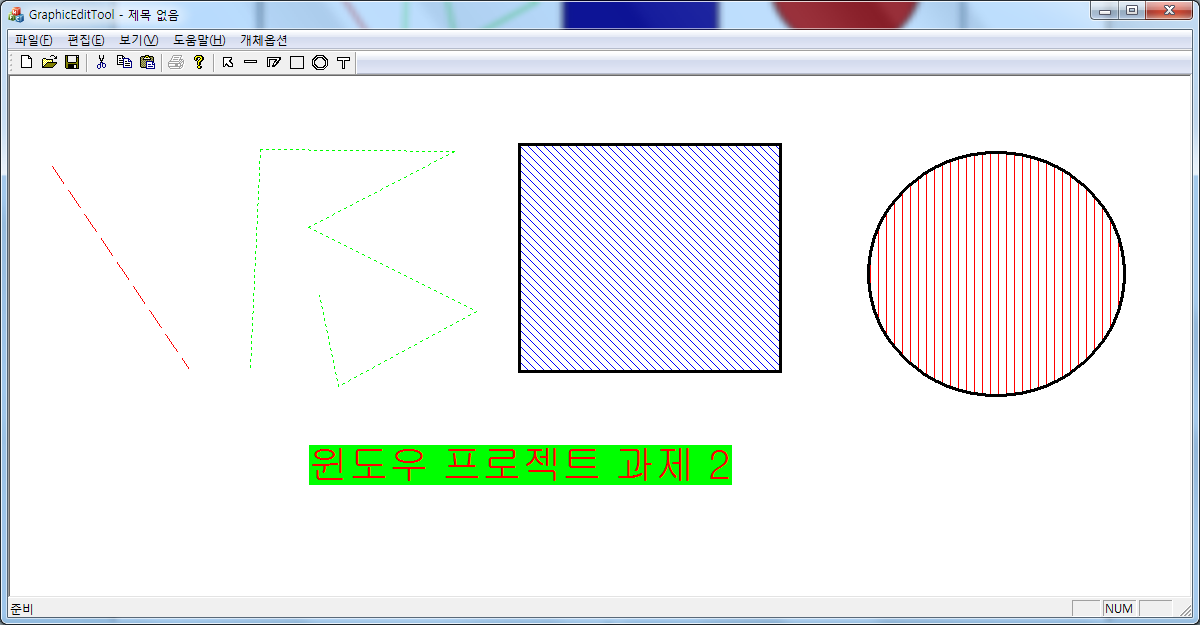 GraphicEditTool - 제목 없음
파일(F) 편집(E) 보기(V) 도움말(H) 개체옵션
윈도우 프로젝트 과제 2
준비 NUM